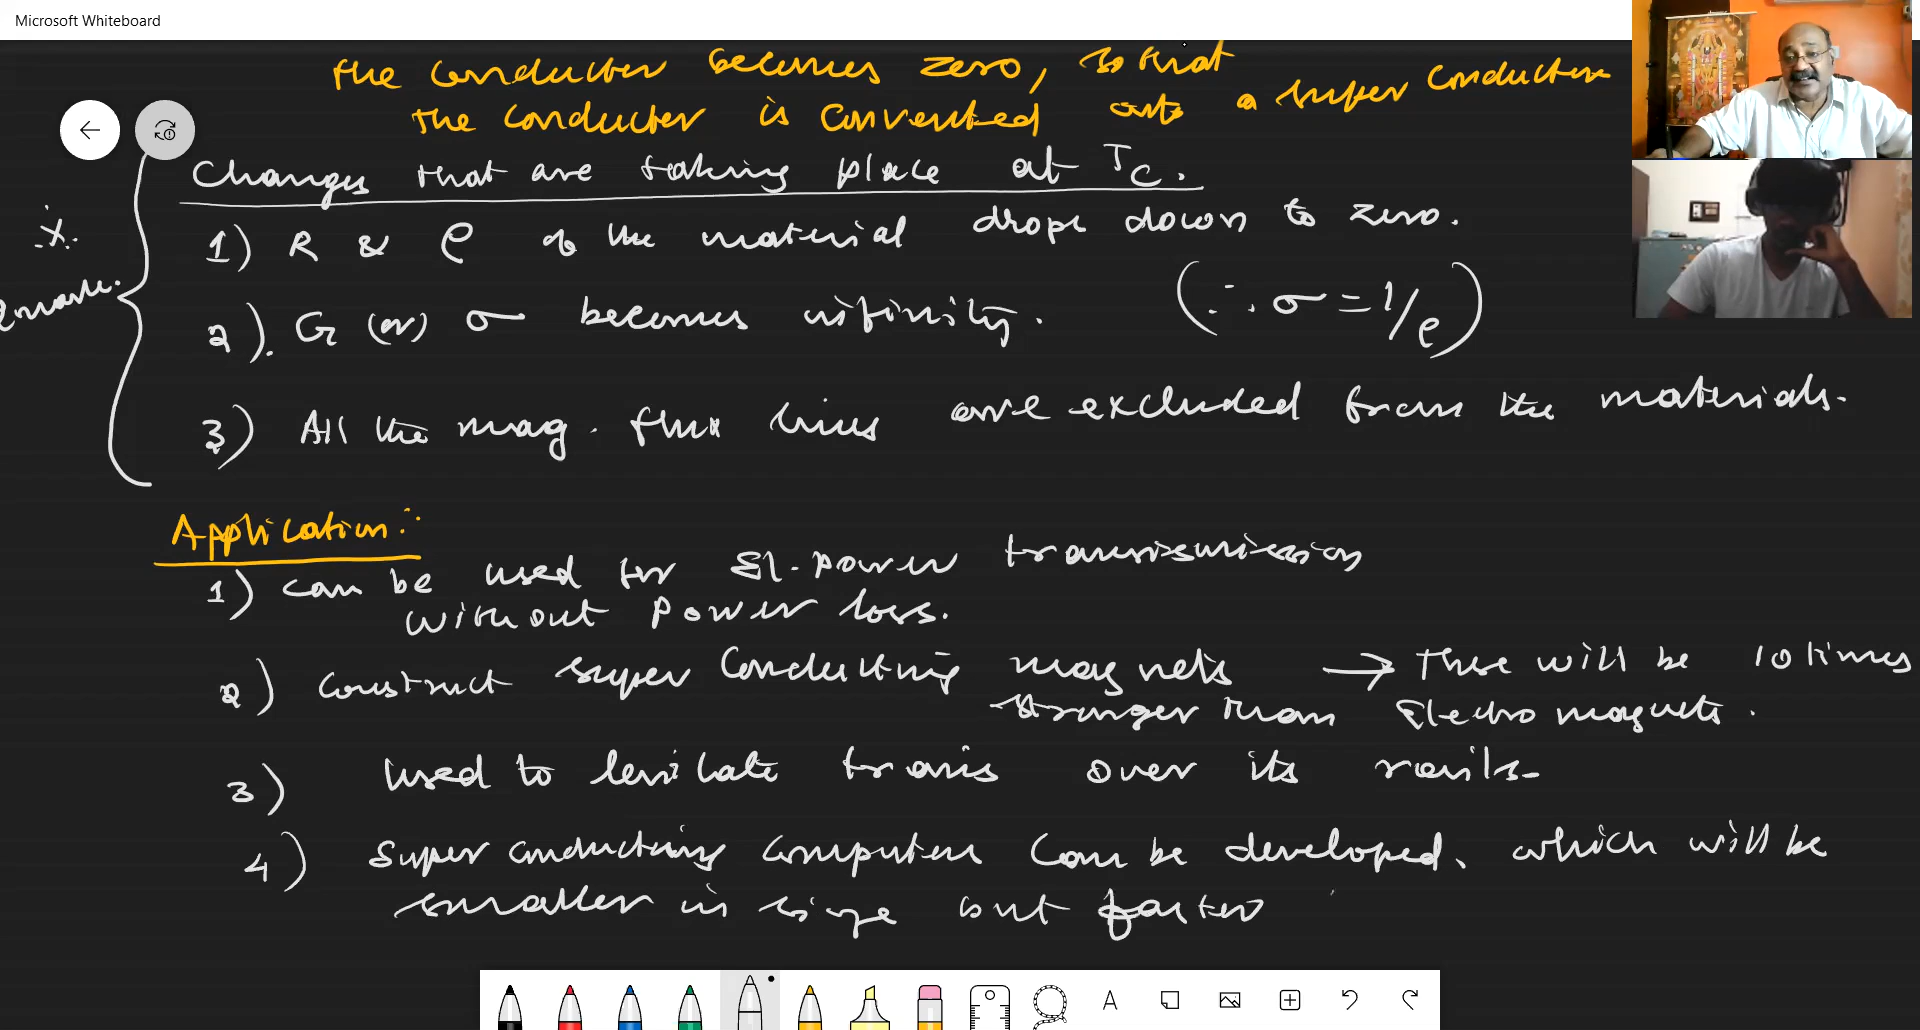 Microsoft Whiteboard
the conductor becomes zero, so that
the conductor is converted into a super conductor
Changes that are taking place at Tc.
1) R & ρ of the material drops down to zero.
2). G (or) σ becomes infinity. (∵ σ = 1/ρ)
3) All the mag. flux lines are excluded from the materials.
2 mark.
Application:
1) can be used for El. power transmission
without power loss.
2) construct super conducting magnets → These will be 10 times
stronger than Electro magnets.
3) used to levitate trains over its rails.
4) Super conducting computers can be developed, which will be
smaller in size but faster